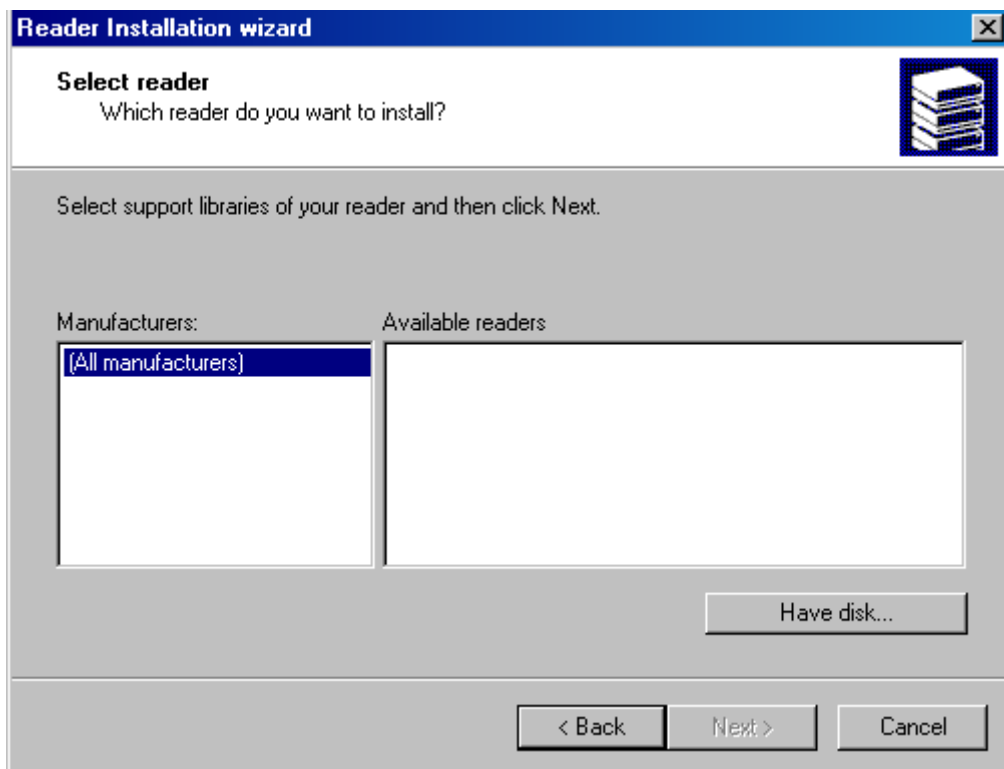 Reader Installation wizard
Select reader
Which reader do you want to install?
Select support libraries of your reader and then click Next.
Manufacturers:
Available readers
(All manufacturers)
Have disk...
< Back
Next >
Cancel